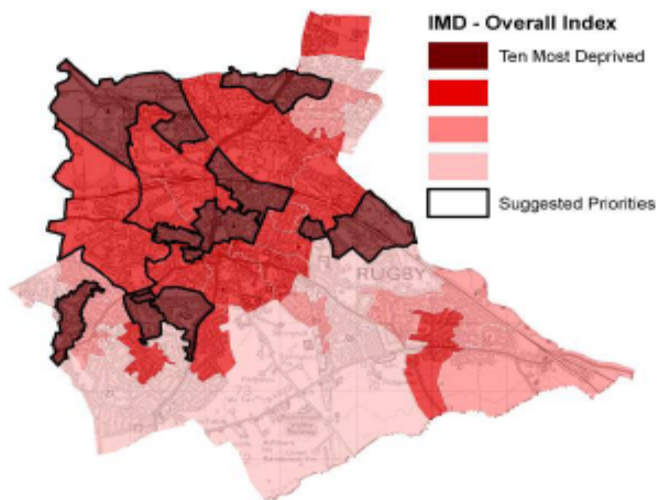 IMD - Overall Index
Ten Most Deprived
Suggested Priorities
RUGBY